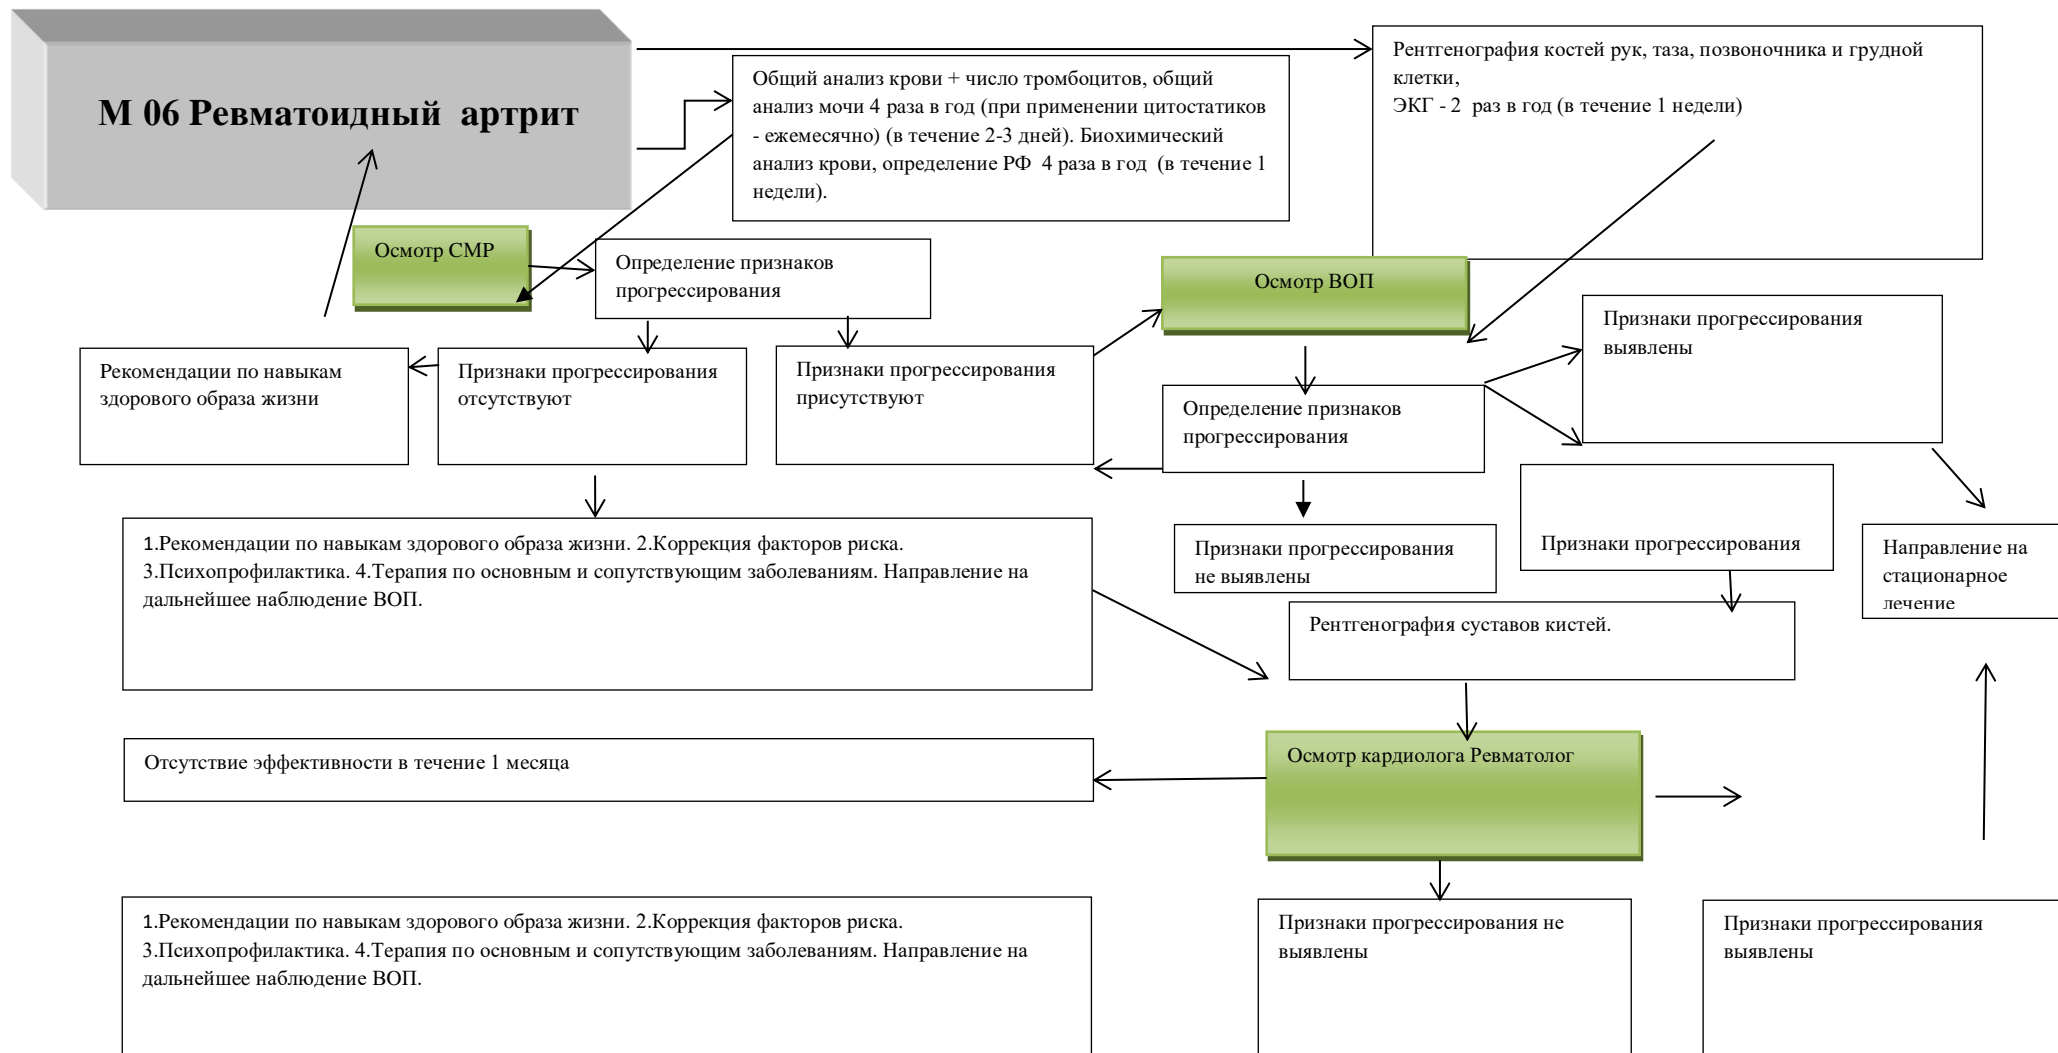 М 06 Ревматоидный  артрит
Общий анализ крови + число тромбоцитов, общий
анализ мочи 4 раза в год (при применении цитостатиков
- ежемесячно) (в течение 2-3 дней). Биохимический
анализ крови, определение РФ  4 раза в год  (в течение 1
недели).
Рентгенография костей рук, таза, позвоночника и грудной
клетки,
ЭКГ - 2  раз в год (в течение 1 недели)
Осмотр СМР
Определение признаков
прогрессирования
Осмотр ВОП
Признаки прогрессирования
выявлены
Рекомендации по навыкам
здорового образа жизни
Признаки прогрессирования
отсутствуют
Признаки прогрессирования
присутствуют
Определение признаков
прогрессирования
1.Рекомендации по навыкам здорового образа жизни. 2.Коррекция факторов риска.
3.Психопрофилактика. 4.Терапия по основным и сопутствующим заболеваниям. Направление на
дальнейшее наблюдение ВОП.
Признаки прогрессирования
не выявлены
Признаки прогрессирования
Направление на
стационарное
лечение
Рентгенография суставов кистей.
Отсутствие эффективности в течение 1 месяца
Осмотр кардиолога Ревматолог
1.Рекомендации по навыкам здорового образа жизни. 2.Коррекция факторов риска.
3.Психопрофилактика. 4.Терапия по основным и сопутствующим заболеваниям. Направление на
дальнейшее наблюдение ВОП.
Признаки прогрессирования не
выявлены
Признаки прогрессирования
выявлены